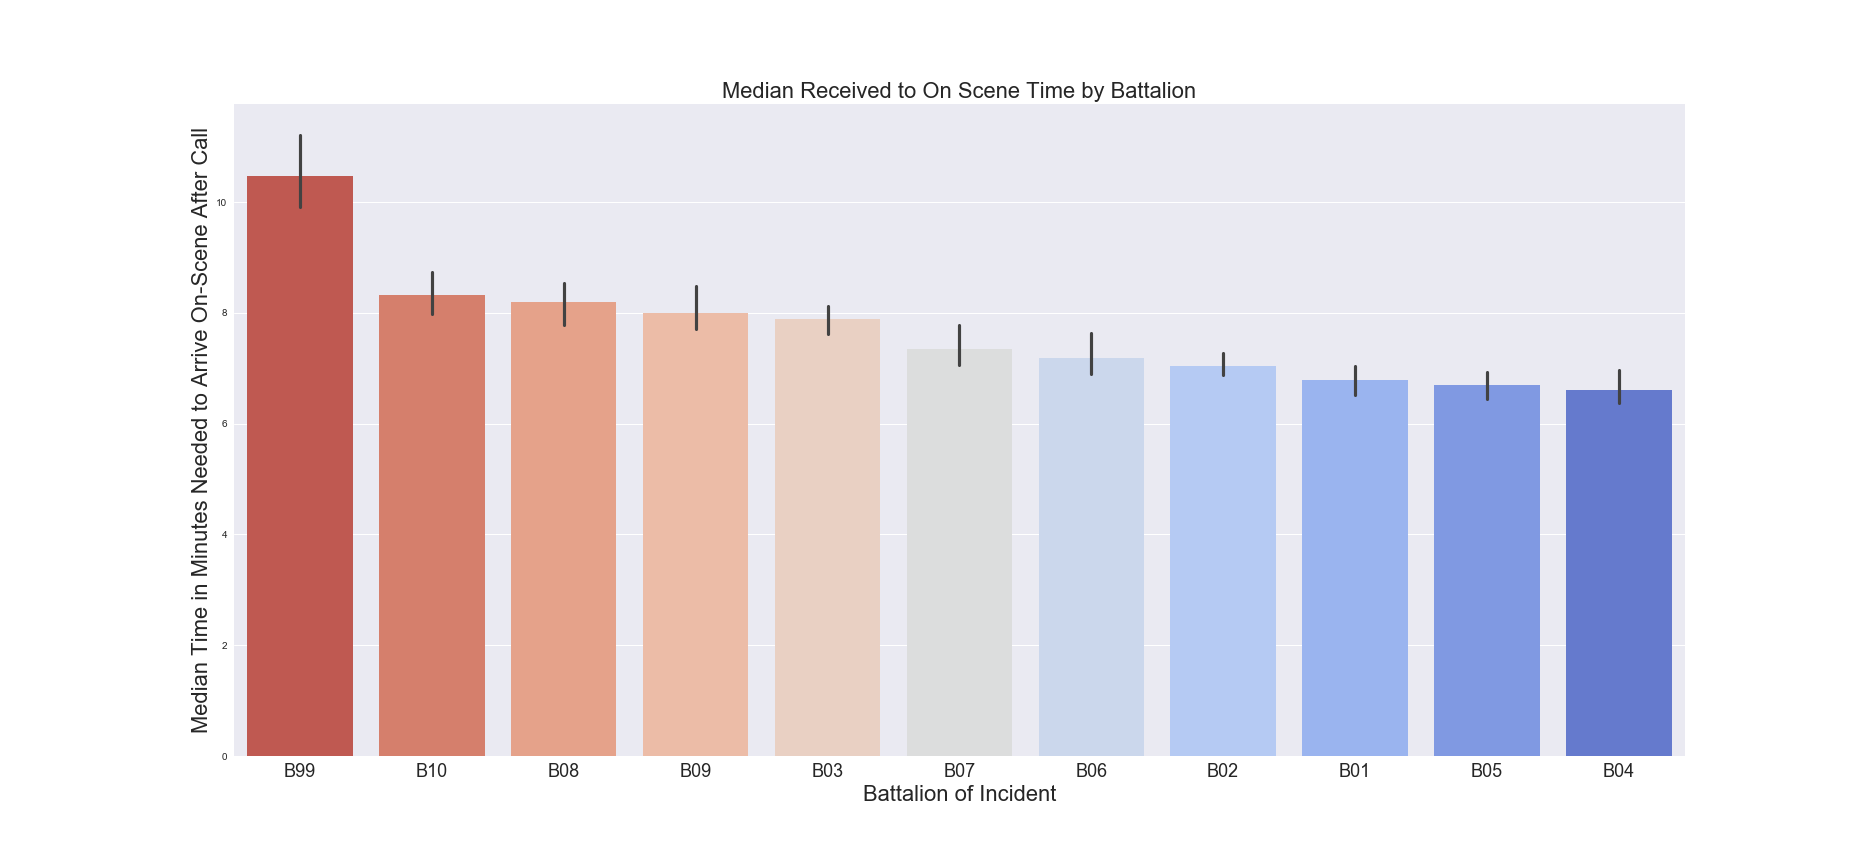 Median Received to On Scene Time by Battalion
Median Time in Minutes Needed to Arrive On-Scene After Call
10
8
6
4
2
0
B99 B10 B08 B09 B03 B07 B06 B02 B01 B05 B04
Battalion of Incident